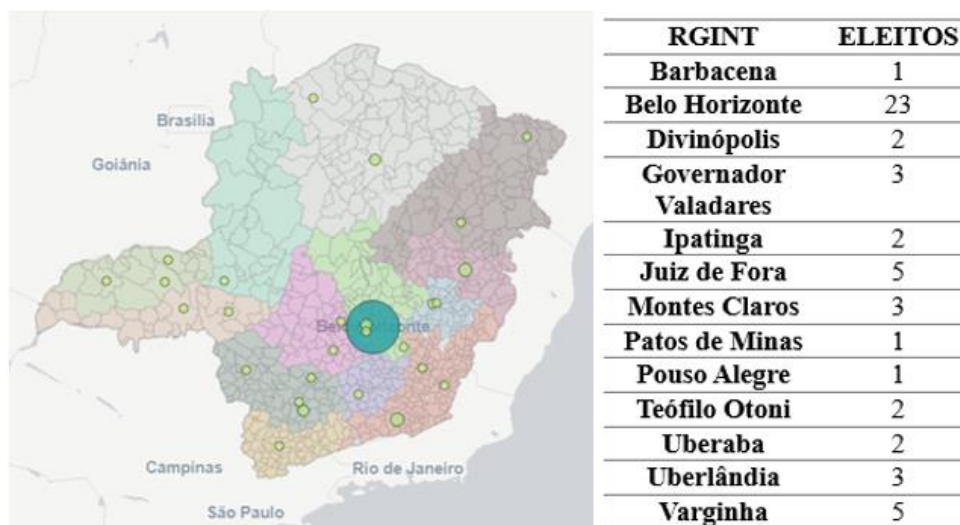 Brasília
Goiânia
Belo Horizonte
Campinas
Rio de Janeiro
São Paulo
RGINT ELEITOS
Barbacena 1
Belo Horizonte 23
Divinópolis 2
Governador 3
Valadares
Ipatinga 2
Juiz de Fora 5
Montes Claros 3
Patos de Minas 1
Pouso Alegre 1
Teófilo Otoni 2
Uberaba 2
Uberlândia 3
Varginha 5